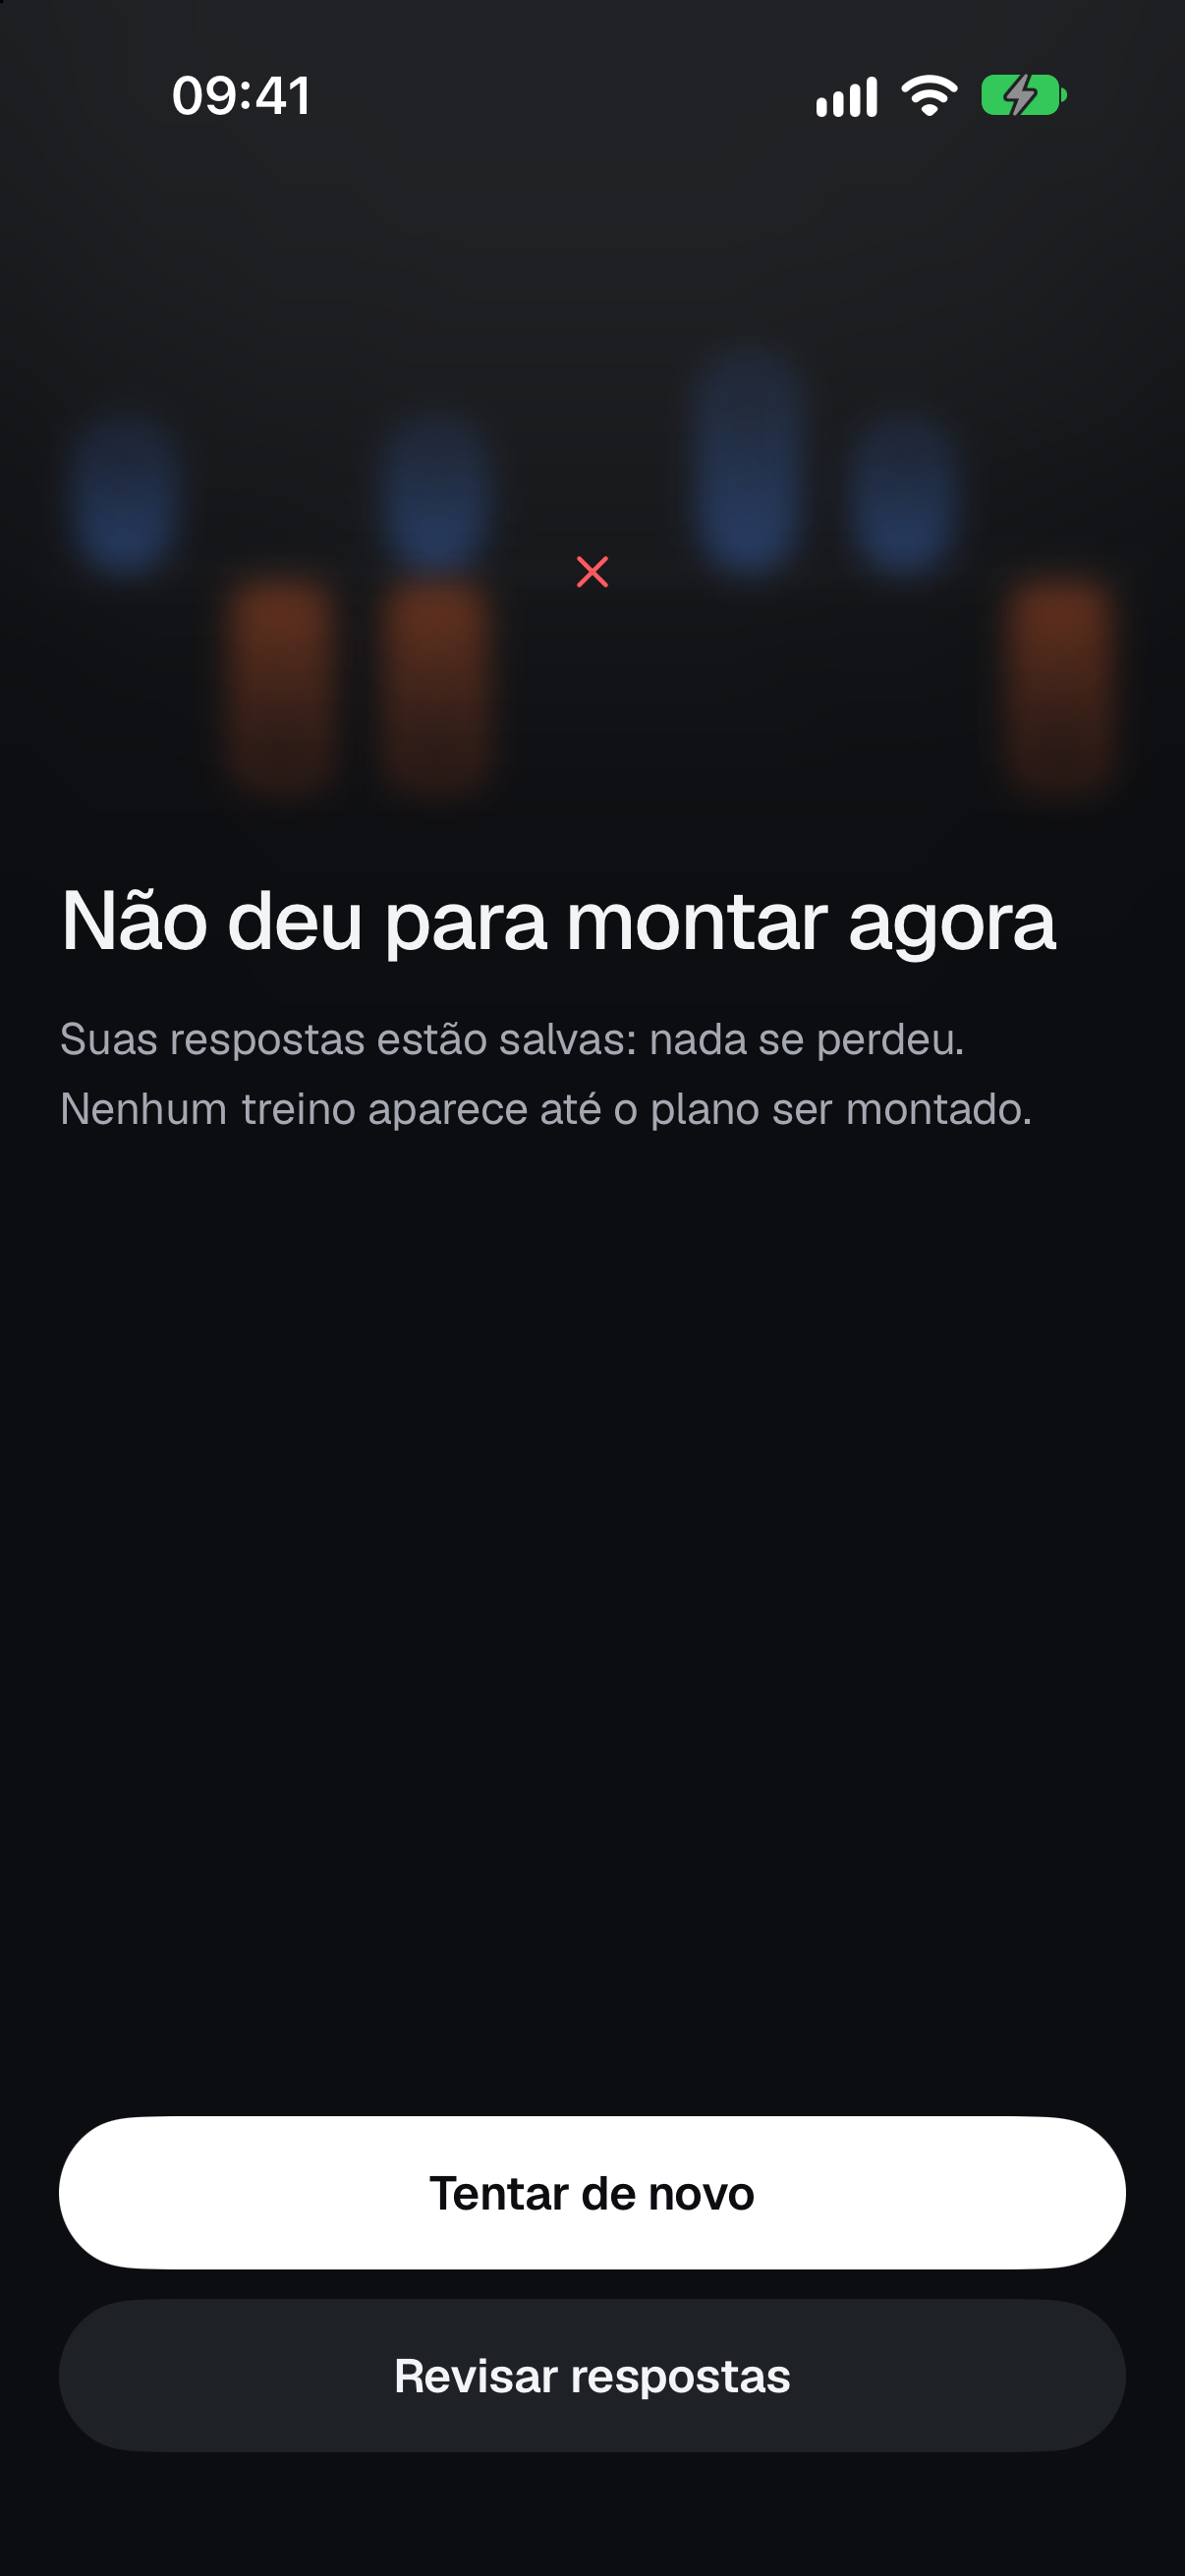 09:41
Não deu para montar agora
Suas respostas estão salvas: nada se perdeu.
Nenhum treino aparece até o plano ser montado.
Tentar de novo
Revisar respostas